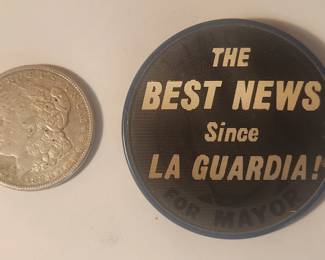 THE
BEST NEWS
Since
LA GUARDIA!
FOR MAYOR